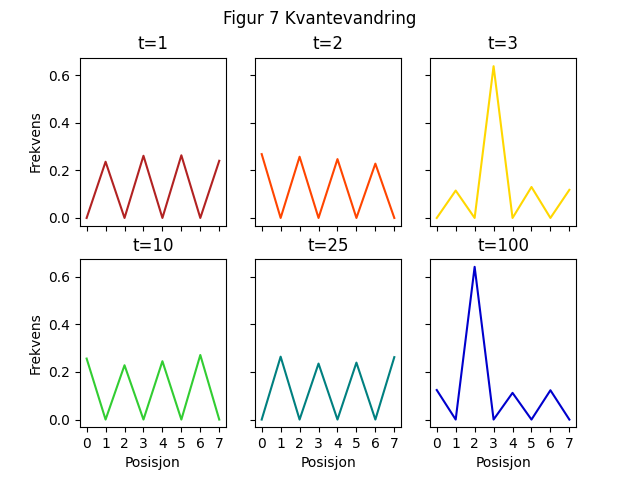 Figur 7 Kvantevandring
t=1 t=2 t=3
Frekvens
0.6
0.4
0.2
0.0
t=10 t=25 t=100
Frekvens
0.6
0.4
0.2
0.0
0 1 2 3 4 5 6 7 0 1 2 3 4 5 6 7 0 1 2 3 4 5 6 7
Posisjon Posisjon Posisjon